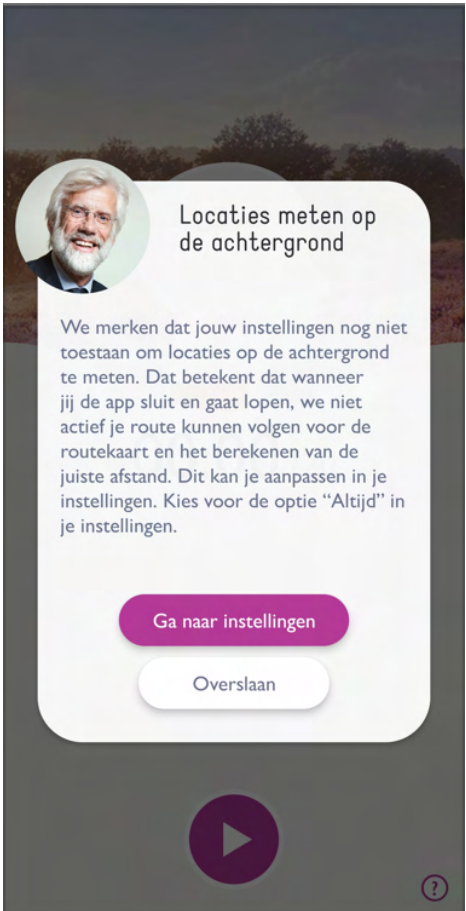 Locaties meten op
de achtergrond
We merken dat jouw instellingen nog niet
toestaan om locaties op de achtergrond
te meten. Dat betekent dat wanneer
jij de app sluit en gaat lopen, we niet
actief je route kunnen volgen voor de
routekaart en het berekenen van de
juiste afstand. Dit kan je aanpassen in je
instellingen. Kies voor de optie “Altijd” in
je instellingen.
Ga naar instellingen
Overslaan
?